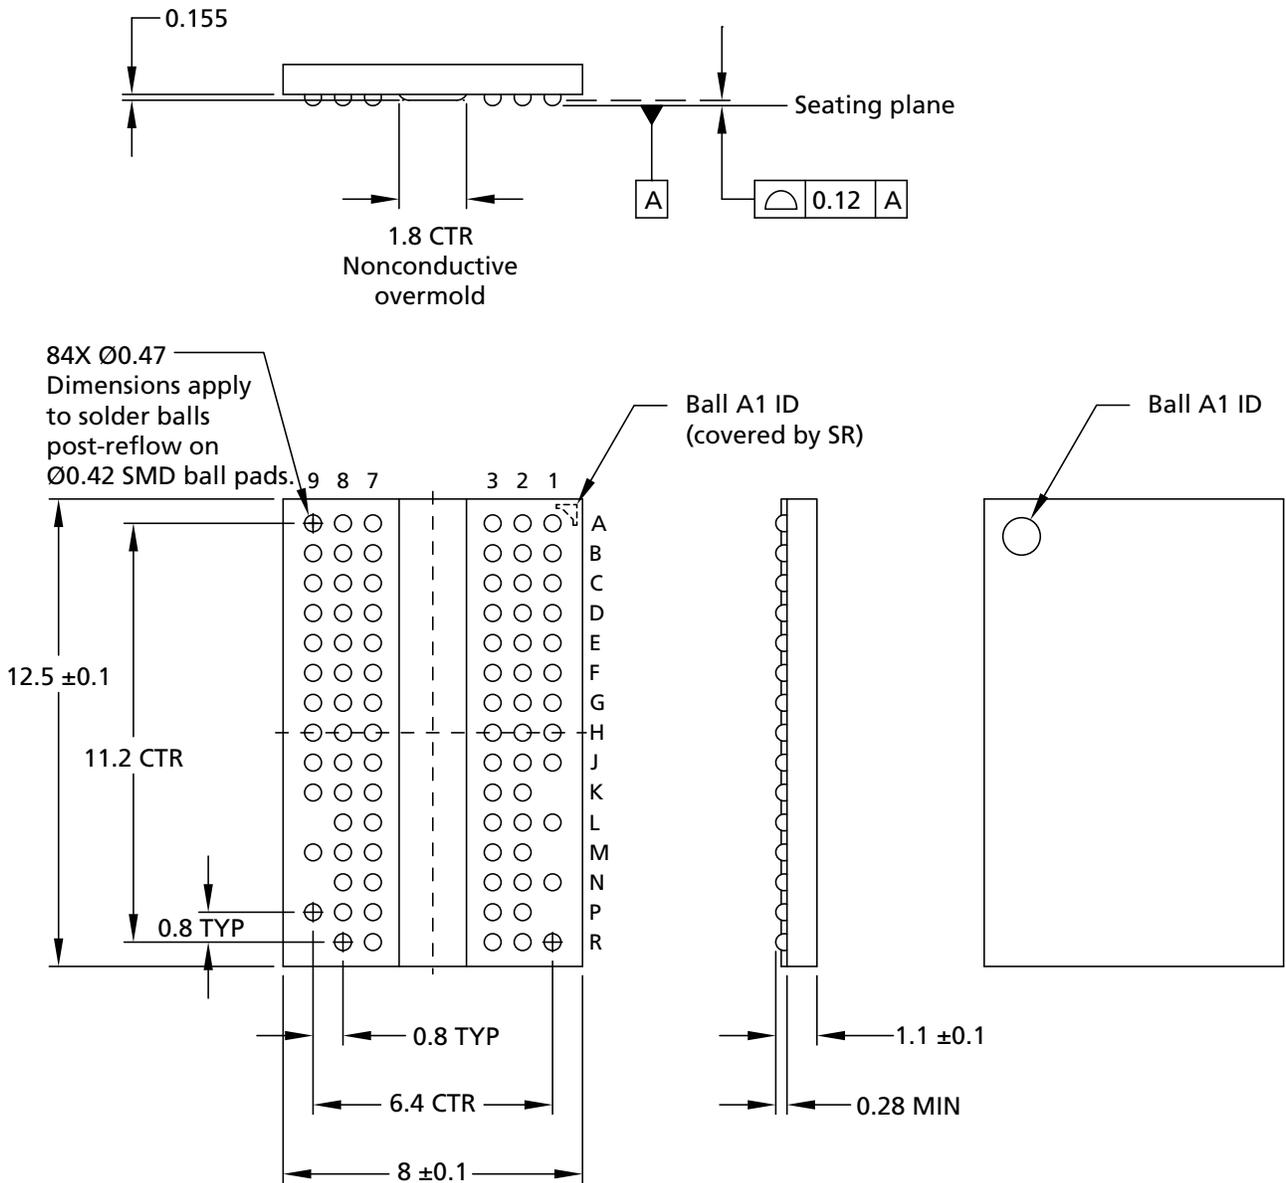 0.155
Seating plane
A
0.12 A
1.8 CTR
Nonconductive
overmold
84X Ø0.47
Dimensions apply
to solder balls
post-reflow on
Ø0.42 SMD ball pads.
Ball A1 ID
(covered by SR)
Ball A1 ID
9 8 7 3 2 1
A
B
C
D
E
F
G
H
J
K
L
M
N
P
R
12.5 ±0.1
11.2 CTR
0.8 TYP
0.8 TYP
6.4 CTR
8 ±0.1
1.1 ±0.1
0.28 MIN